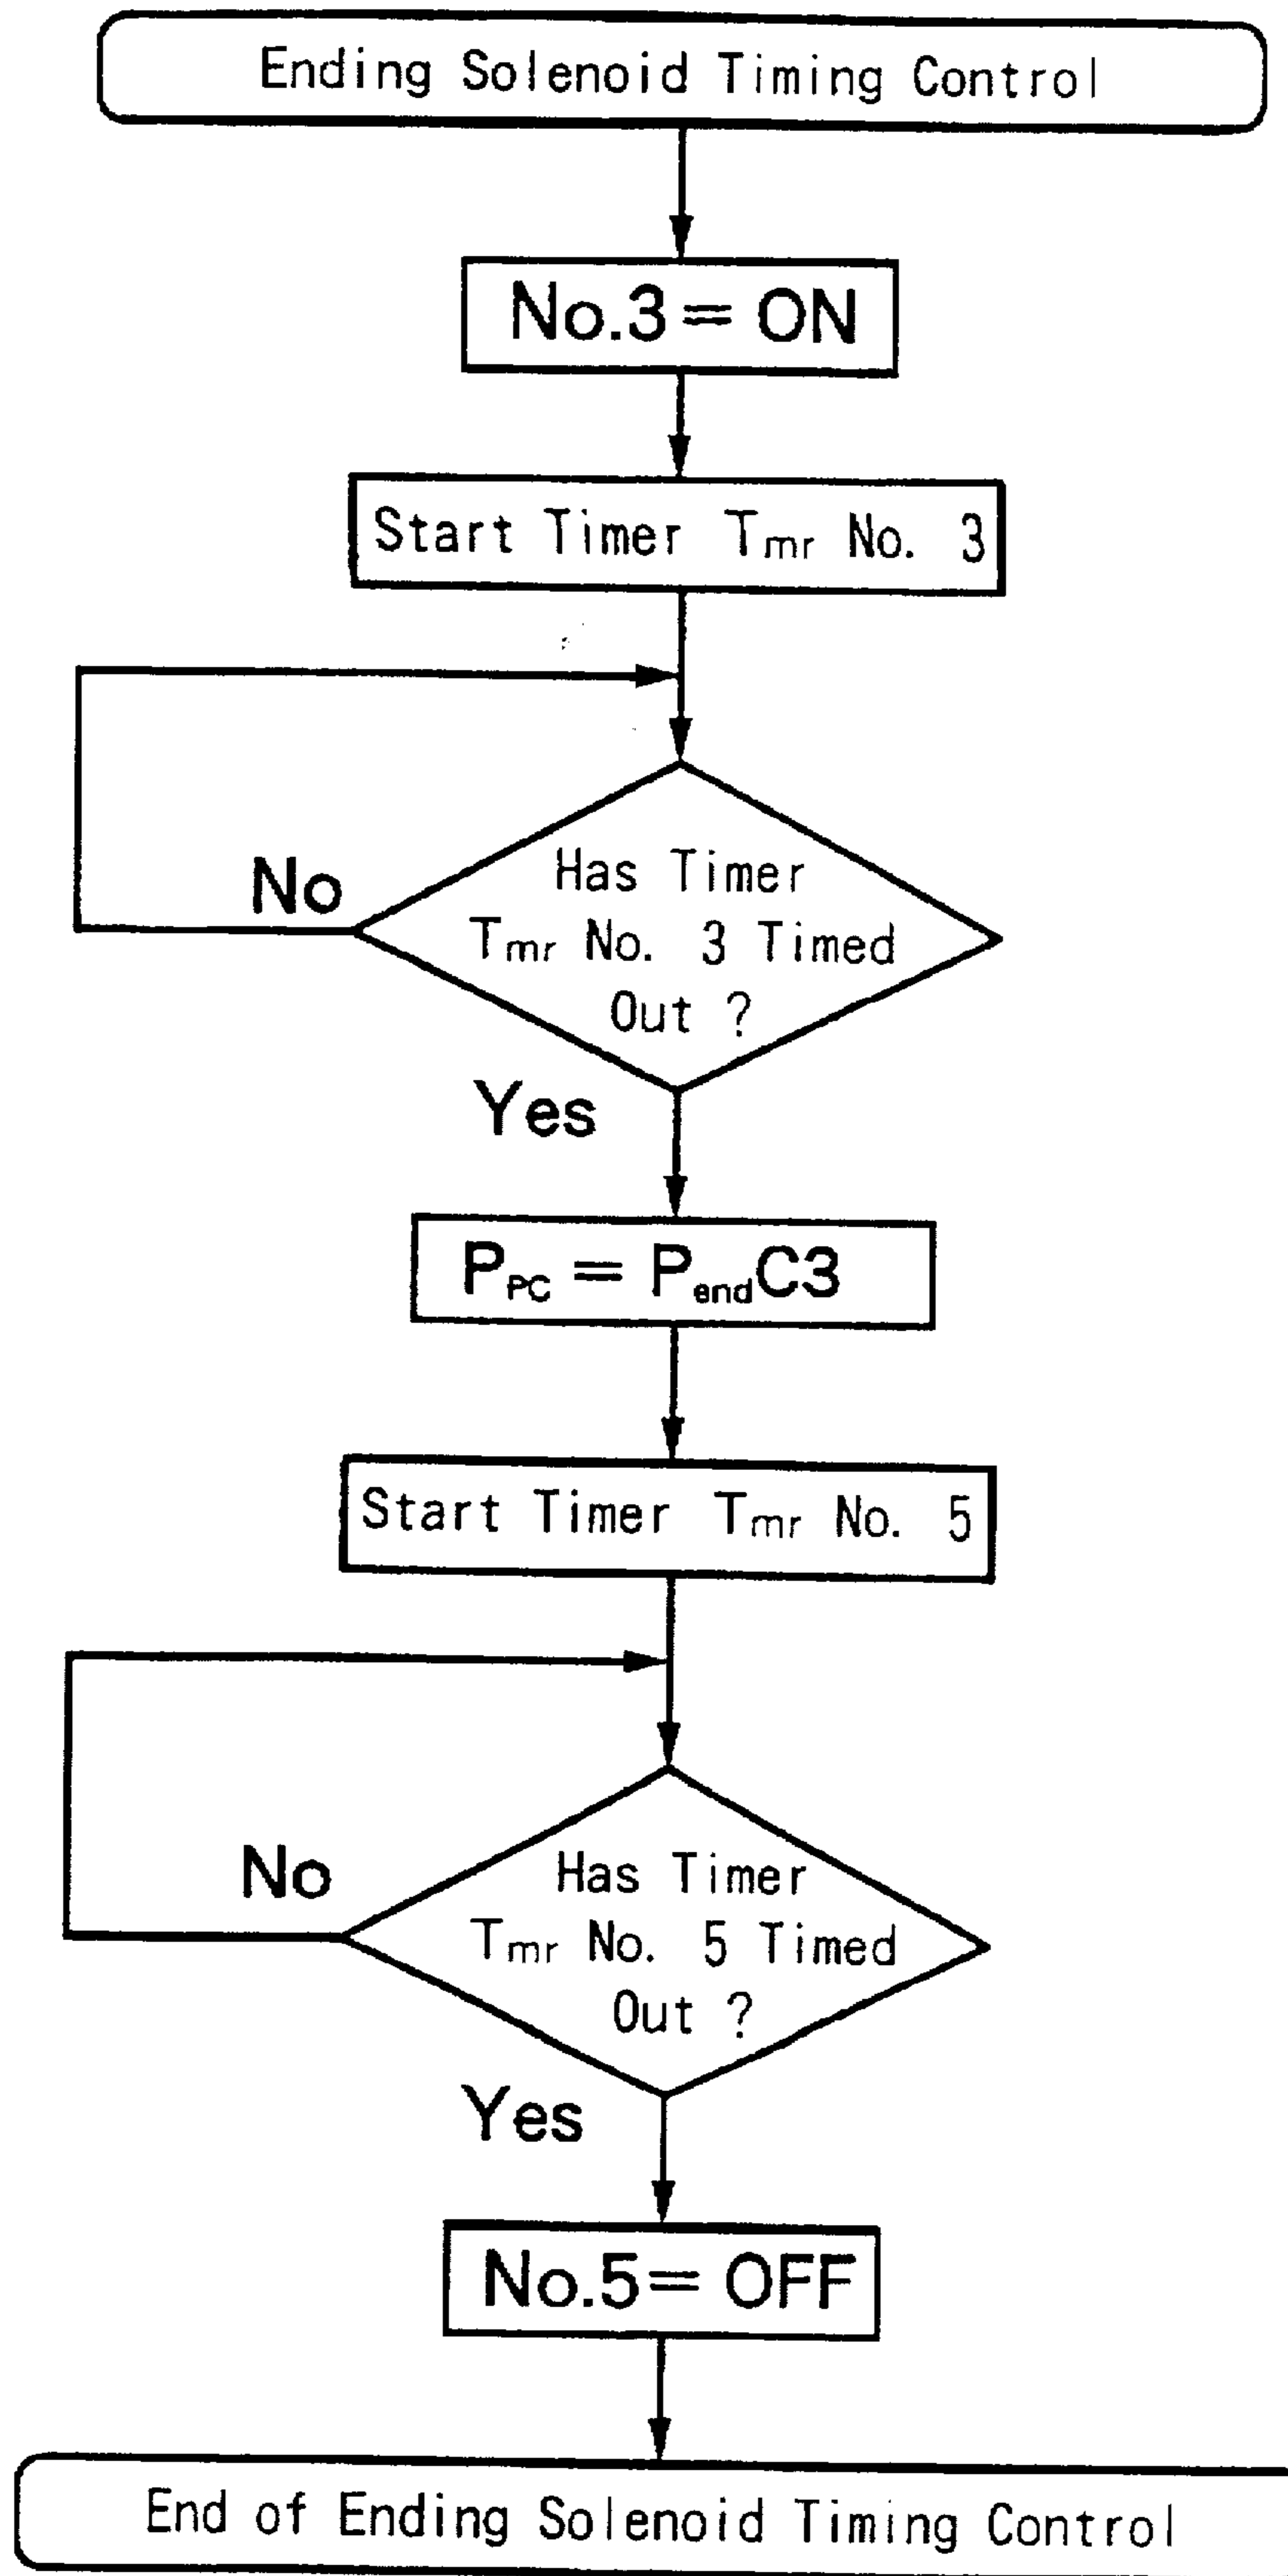 Ending Solenoid Timing Control
No.3 = ON
Start Timer Tmr No. 3
Has Timer
No
Tmr No. 3 Timed
Out ?
Yes
PPC = PendC3
Start Timer Tmr No. 5
Has Timer
No
Tmr No. 5 Timed
Out ?
Yes
No.5 = OFF
End of Ending Solenoid Timing Control